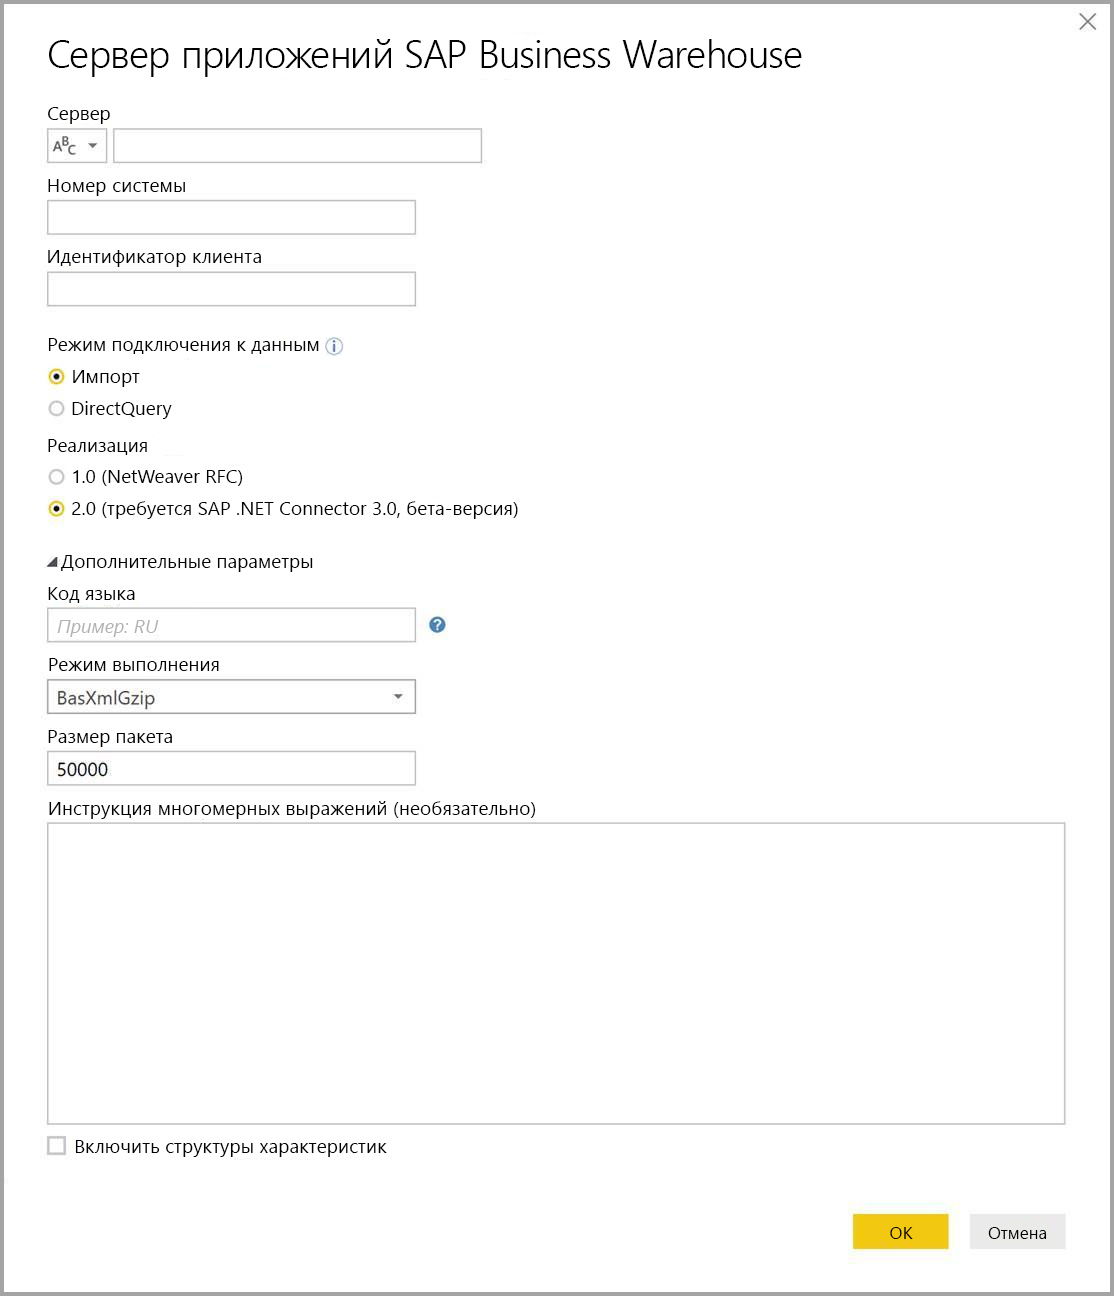 Сервер приложений SAP Business Warehouse
Сервер
ABC
Номер системы
Идентификатор клиента
Режим подключения к данным
Импорт
DirectQuery
Реализация
1.0 (NetWeaver RFC)
2.0 (требуется SAP .NET Connector 3.0, бета-версия)
Дополнительные параметры
Код языка
Пример: RU
Режим выполнения
BasXmlGzip
Размер пакета
50000
Инструкция многомерных выражений (необязательно)
Включить структуры характеристик
ОК Отмена